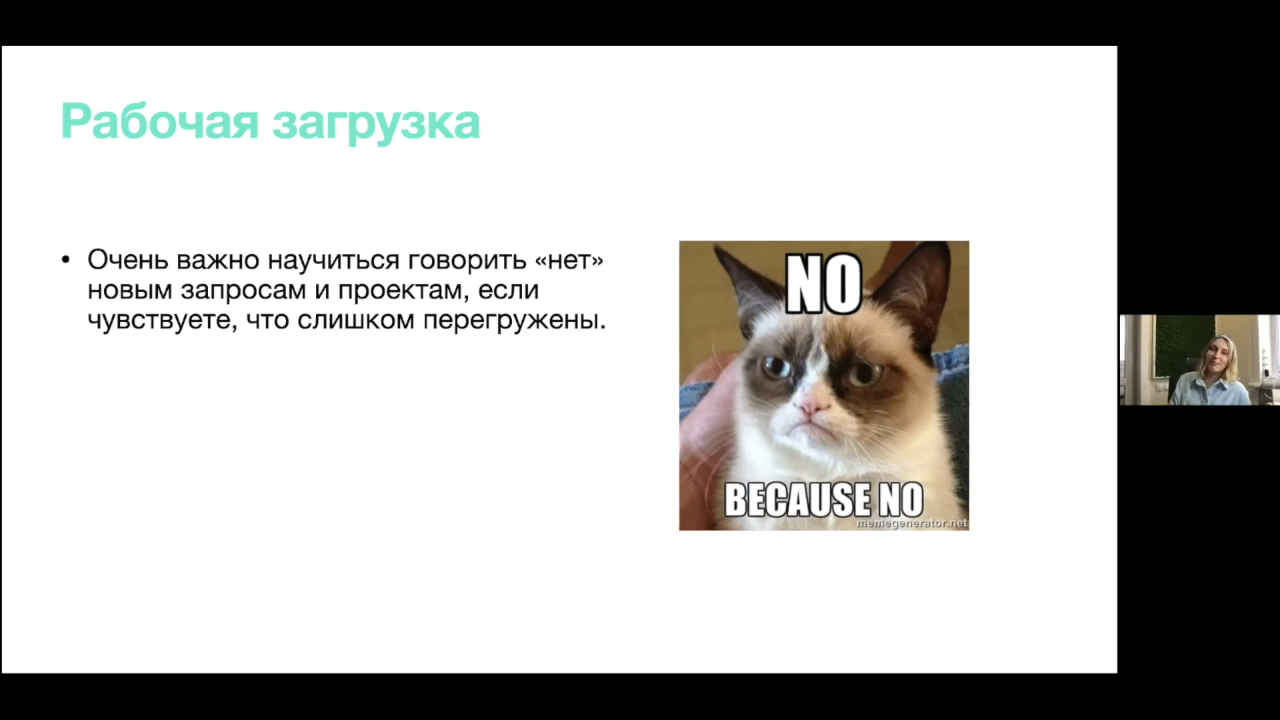 Рабочая загрузка
• Очень важно научиться говорить «нет»
новым запросам и проектам, если
чувствуете, что слишком перегружены.
NO
BECAUSE NO
memegenerator.net